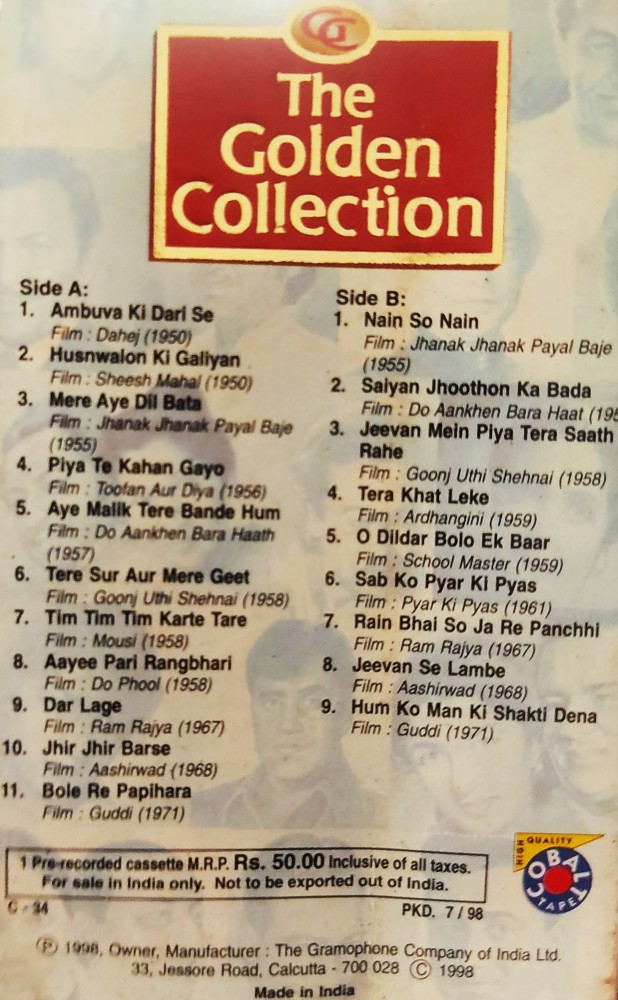 GC
The
Golden
Collection
Side A:
1. Ambuva Ki Dari Se
Film : Dahej (1950)
2. Husnwalon Ki Galiyan
Film : Sheesh Mahal (1950)
3. Mere Aye Dil Bata
Film : Jhanak Jhanak Payal Baje
(1955)
4. Piya Te Kahan Gayo
Film : Toofan Aur Diya (1956)
5. Aye Malik Tere Bande Hum
Film : Do Aankhen Bara Haath
(1957)
6. Tere Sur Aur Mere Geet
Film : Goonj Uthi Shehnai (1958)
7. Tim Tim Tim Karte Tare
Film : Mousi (1958)
8. Aayee Pari Rangbhari
Film : Do Phool (1958)
9. Dar Lage
Film : Ram Rajya (1967)
10. Jhir Jhir Barse
Film : Aashirwad (1968)
11. Bole Re Papihara
Film : Guddi (1971)
Side B:
1. Nain So Nain
Film : Jhanak Jhanak Payal Baje
(1955)
2. Saiyan Jhoothon Ka Bada
Film : Do Aankhen Bara Haat (195
3. Jeevan Mein Piya Tera Saath
Rahe
Film : Goonj Uthi Shehnai (1958)
4. Tera Khat Leke
Film : Ardhangini (1959)
5. O Dildar Bolo Ek Baar
Film : School Master (1959)
6. Sab Ko Pyar Ki Pyas
Film : Pyar Ki Pyas (1961)
7. Rain Bhai So Ja Re Panchhi
Film : Ram Rajya (1967)
8. Jeevan Se Lambe
Film : Aashirwad (1968)
9. Hum Ko Man Ki Shakti Dena
Film : Guddi (1971)
1 Pre-recorded cassette M.R.P. Rs. 50.00 Inclusive of all taxes.
For sale in India only. Not to be exported out of India.
HIGH QUALITY
COBALT
TAPE
C - 34
PKD. 7 / 98
Ⓟ 1998, Owner, Manufacturer : The Gramophone Company of India Ltd.
33, Jessore Road, Calcutta - 700 028 © 1998
Made in India